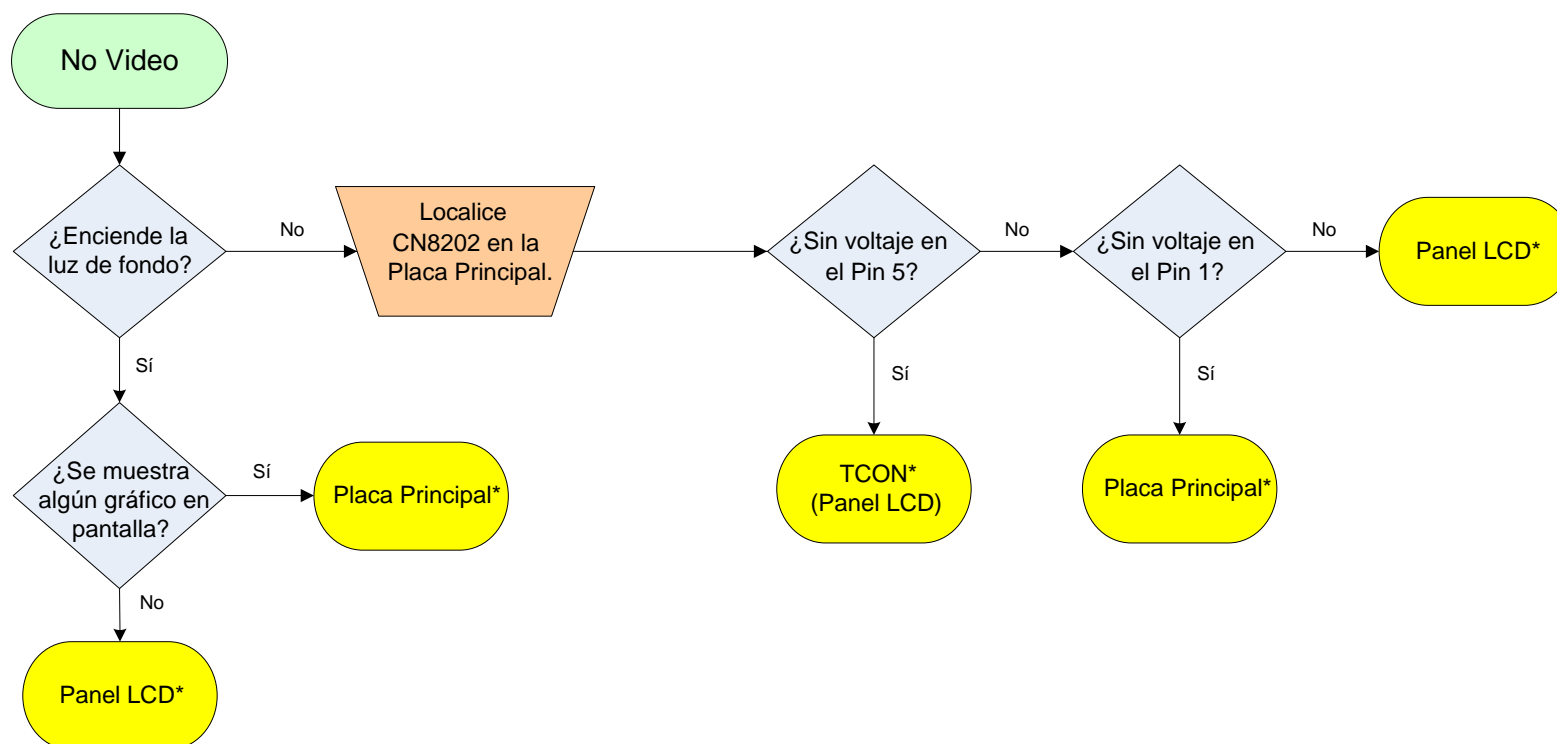 No Video
¿Enciende la
luz de fondo?
No
Localice
CN8202 en la
Placa Principal.
¿Sin voltaje en
el Pin 5?
No
¿Sin voltaje en
el Pin 1?
No
Panel LCD*
Sí
Sí
Sí
¿Se muestra
algún gráfico en
pantalla?
Sí
Placa Principal*
TCON*
(Panel LCD)
Placa Principal*
No
Panel LCD*